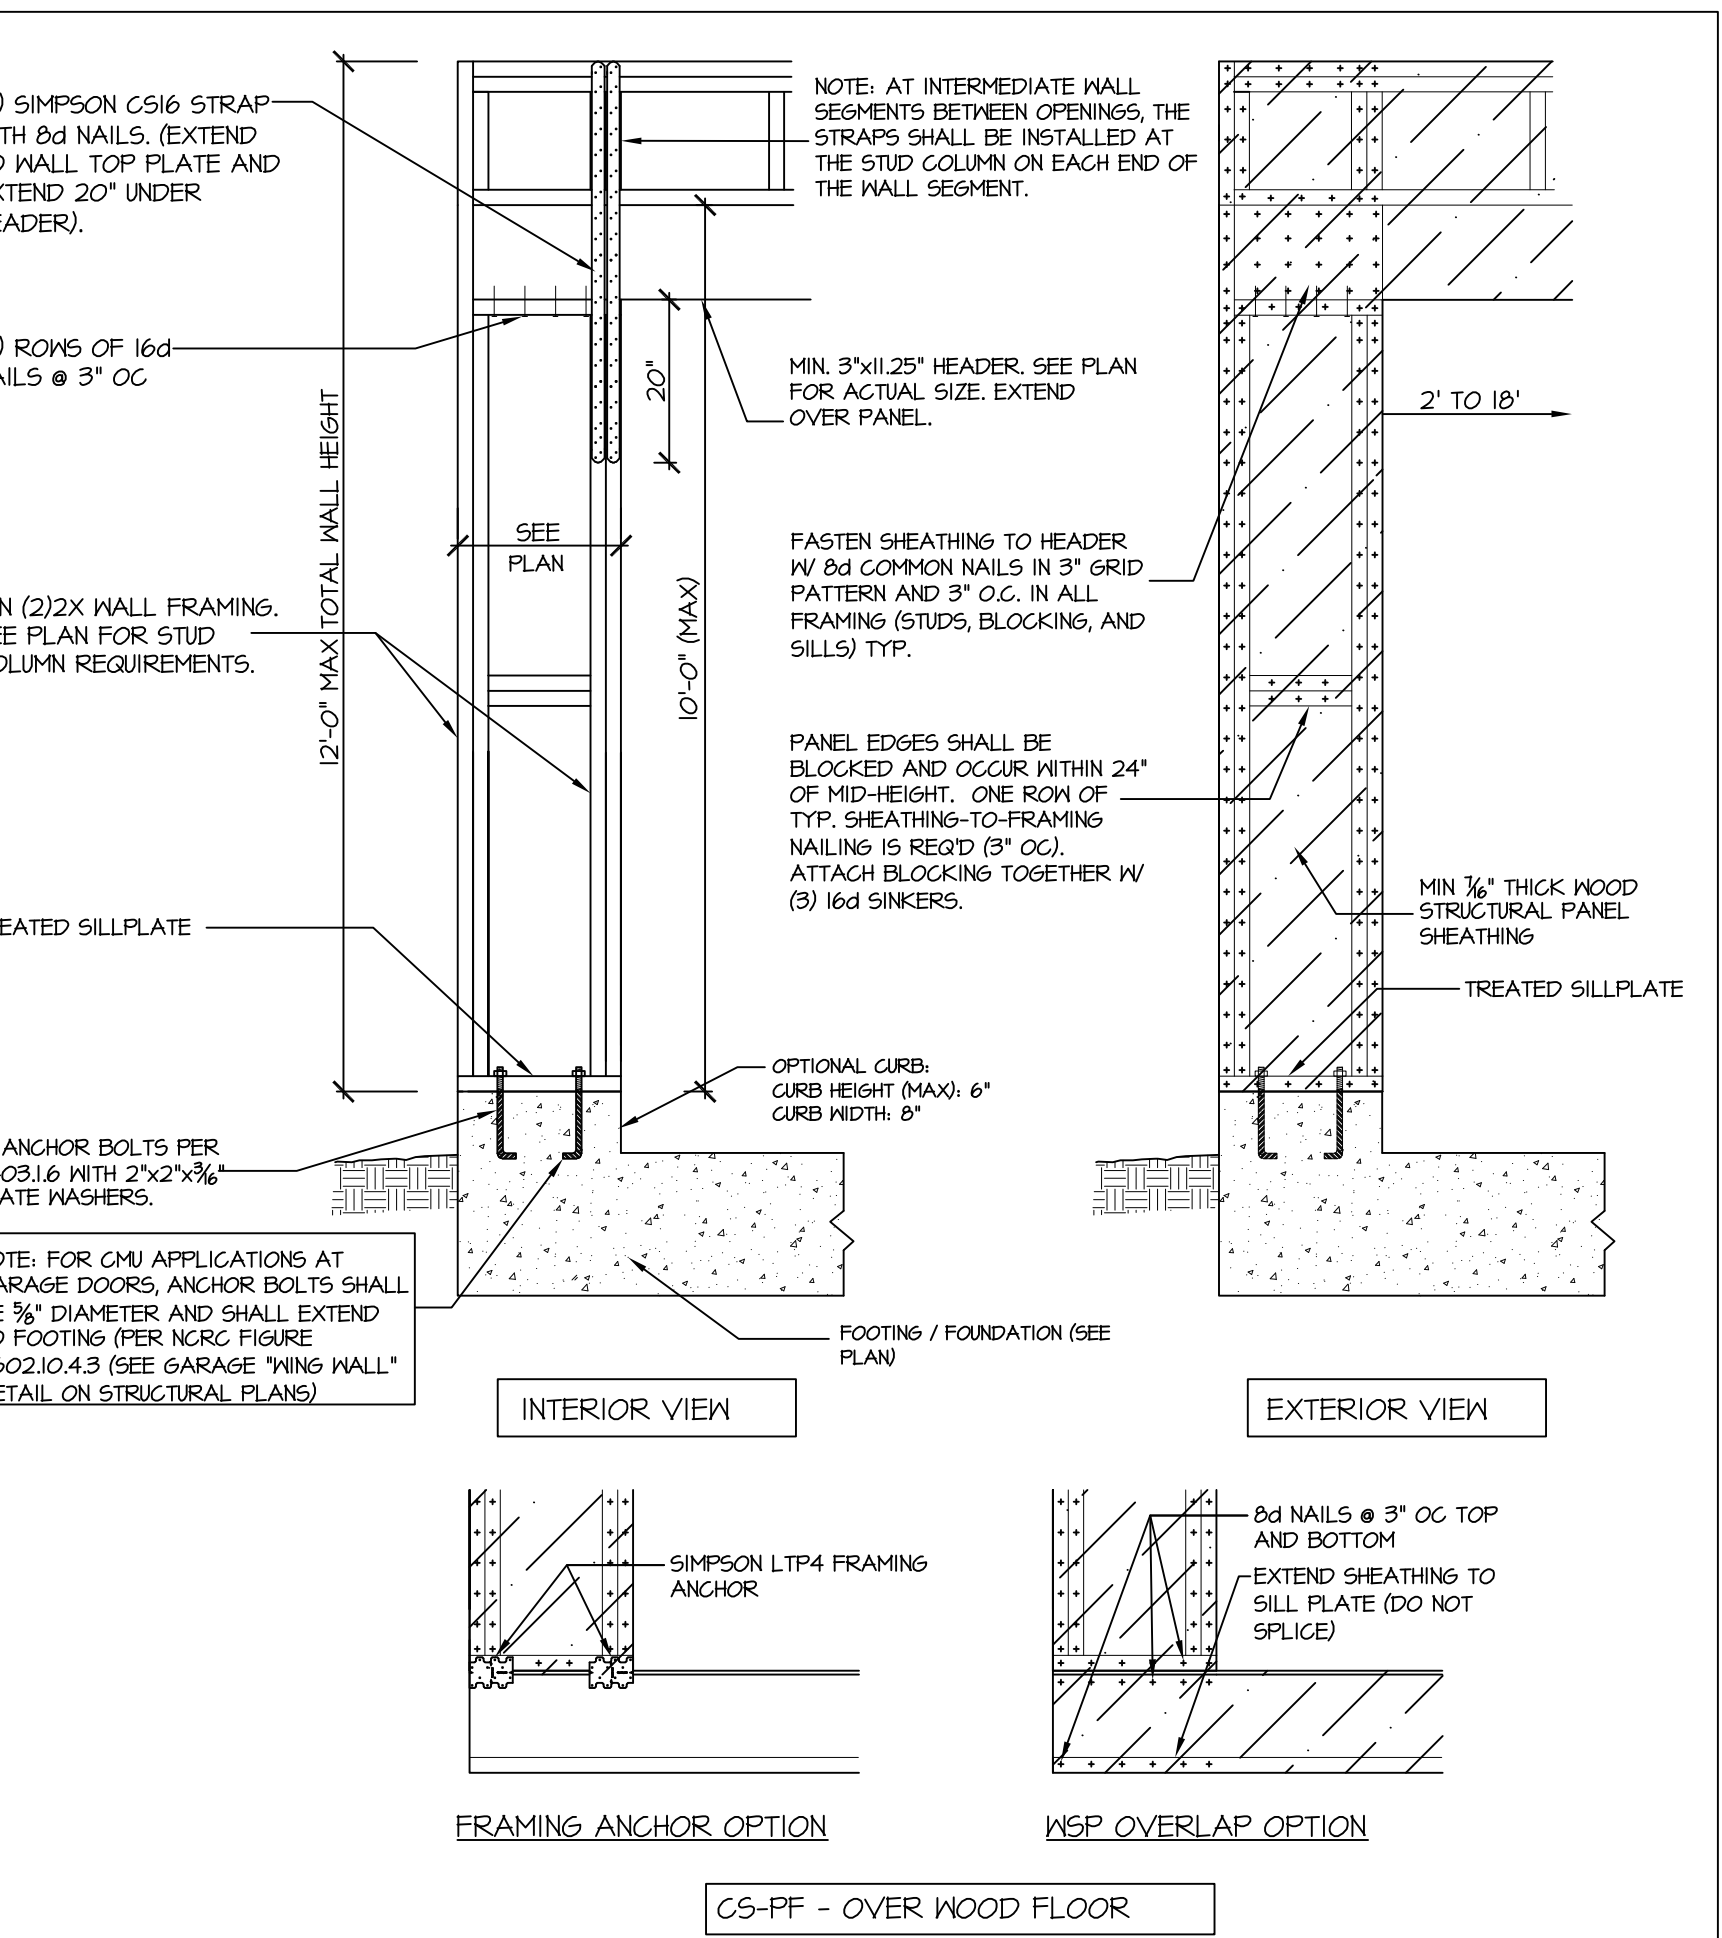 ) SIMPSON CS16 STRAP
TH 8d NAILS. (EXTEND
O WALL TOP PLATE AND
XTEND 20" UNDER
EADER).
) ROWS OF 16d
AILS @ 3" OC
12'-0" MAX TOTAL WALL HEIGHT
N (2)2X WALL FRAMING.
EE PLAN FOR STUD
OLUMN REQUIREMENTS.
EATED SILLPLATE
ANCHOR BOLTS PER
403.1.6 WITH 2"x2"x3/16"
ATE WASHERS.
OTE: FOR CMU APPLICATIONS AT
ARAGE DOORS, ANCHOR BOLTS SHALL
E 5/8" DIAMETER AND SHALL EXTEND
O FOOTING (PER NCRC FIGURE
602.10.4.3 (SEE GARAGE "WING WALL"
ETAIL ON STRUCTURAL PLANS)
SEE
PLAN
20"
10'-0" (MAX)
NOTE: AT INTERMEDIATE WALL
SEGMENTS BETWEEN OPENINGS, THE
STRAPS SHALL BE INSTALLED AT
THE STUD COLUMN ON EACH END OF
THE WALL SEGMENT.
MIN. 3"x11.25" HEADER. SEE PLAN
FOR ACTUAL SIZE. EXTEND
OVER PANEL.
FASTEN SHEATHING TO HEADER
W/ 8d COMMON NAILS IN 3" GRID
PATTERN AND 3" O.C. IN ALL
FRAMING (STUDS, BLOCKING, AND
SILLS) TYP.
PANEL EDGES SHALL BE
BLOCKED AND OCCUR WITHIN 24"
OF MID-HEIGHT. ONE ROW OF
TYP. SHEATHING-TO-FRAMING
NAILING IS REQ'D (3" OC).
ATTACH BLOCKING TOGETHER W/
(3) 16d SINKERS.
OPTIONAL CURB:
CURB HEIGHT (MAX): 6"
CURB WIDTH: 8"
FOOTING / FOUNDATION (SEE
PLAN)
2' TO 18'
MIN 7/16" THICK WOOD
STRUCTURAL PANEL
SHEATHING
TREATED SILLPLATE
INTERIOR VIEW
EXTERIOR VIEW
SIMPSON LTP4 FRAMING
ANCHOR
8d NAILS @ 3" OC TOP
AND BOTTOM
EXTEND SHEATHING TO
SILL PLATE (DO NOT
SPLICE)
FRAMING ANCHOR OPTION
WSP OVERLAP OPTION
CS-PF - OVER WOOD FLOOR